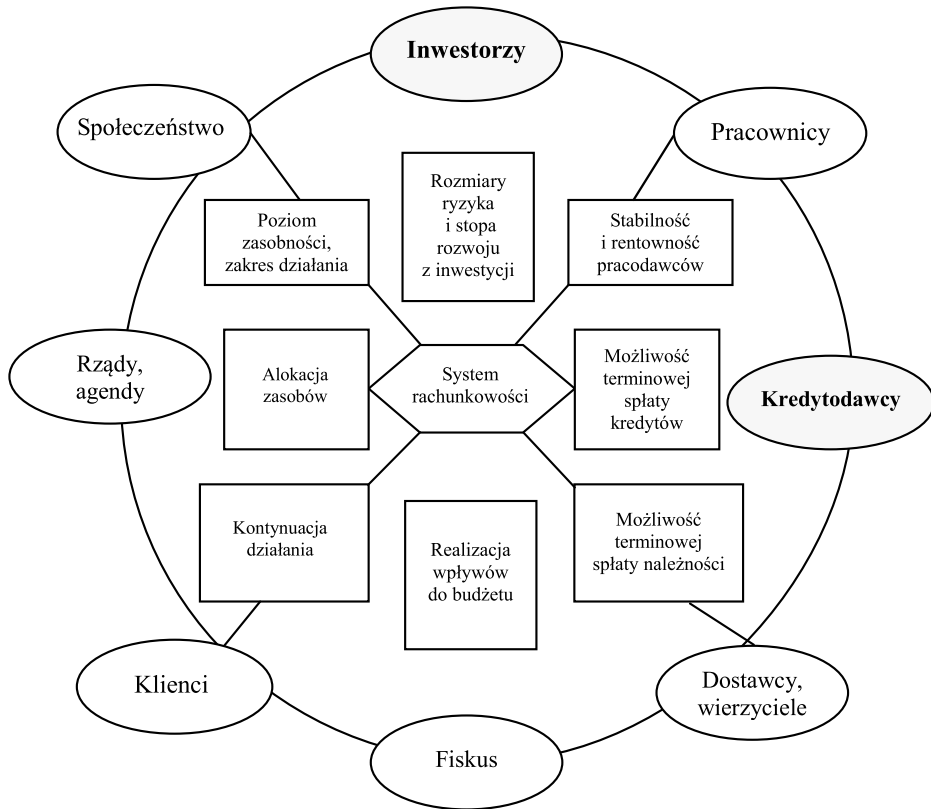 Inwestorzy
Społeczeństwo
Pracownicy
Rozmiary
ryzyka
i stopa
rozwoju
z inwestycji
Poziom
zasobności,
zakres działania
Stabilność
i rentowność
pracodawców
Rządy,
agendy
Alokacja
zasobów
System
rachunkowości
Możliwość
terminowej
spłaty
kredytów
Kredytodawcy
Kontynuacja
działania
Realizacja
wpływów
do budżetu
Możliwość
terminowej
spłaty należności
Klienci
Dostawcy,
wierzyciele
Fiskus